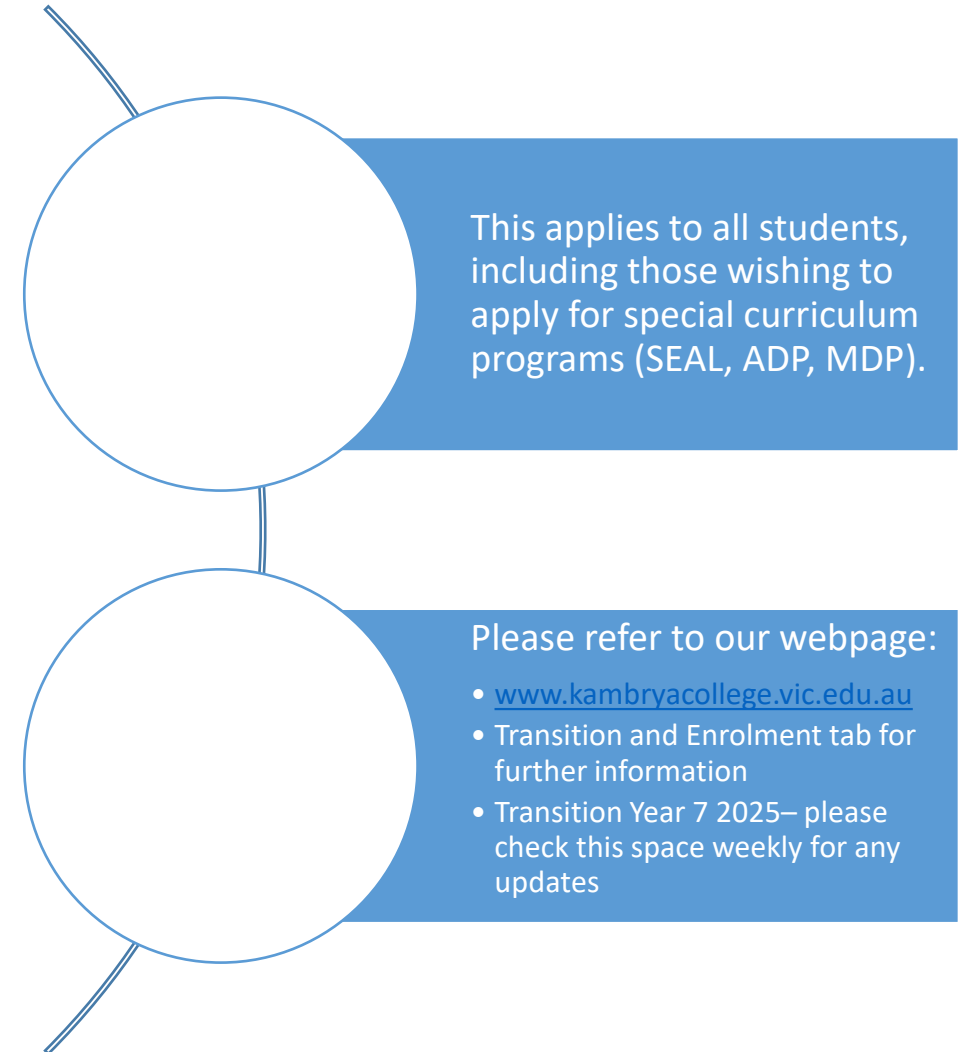 This applies to all students,
including those wishing to
apply for special curriculum
programs (SEAL, ADP, MDP).
Please refer to our webpage:
• www.kambryacollege.vic.edu.au
• Transition and Enrolment tab for
further information
• Transition Year 7 2025– please
check this space weekly for any
updates